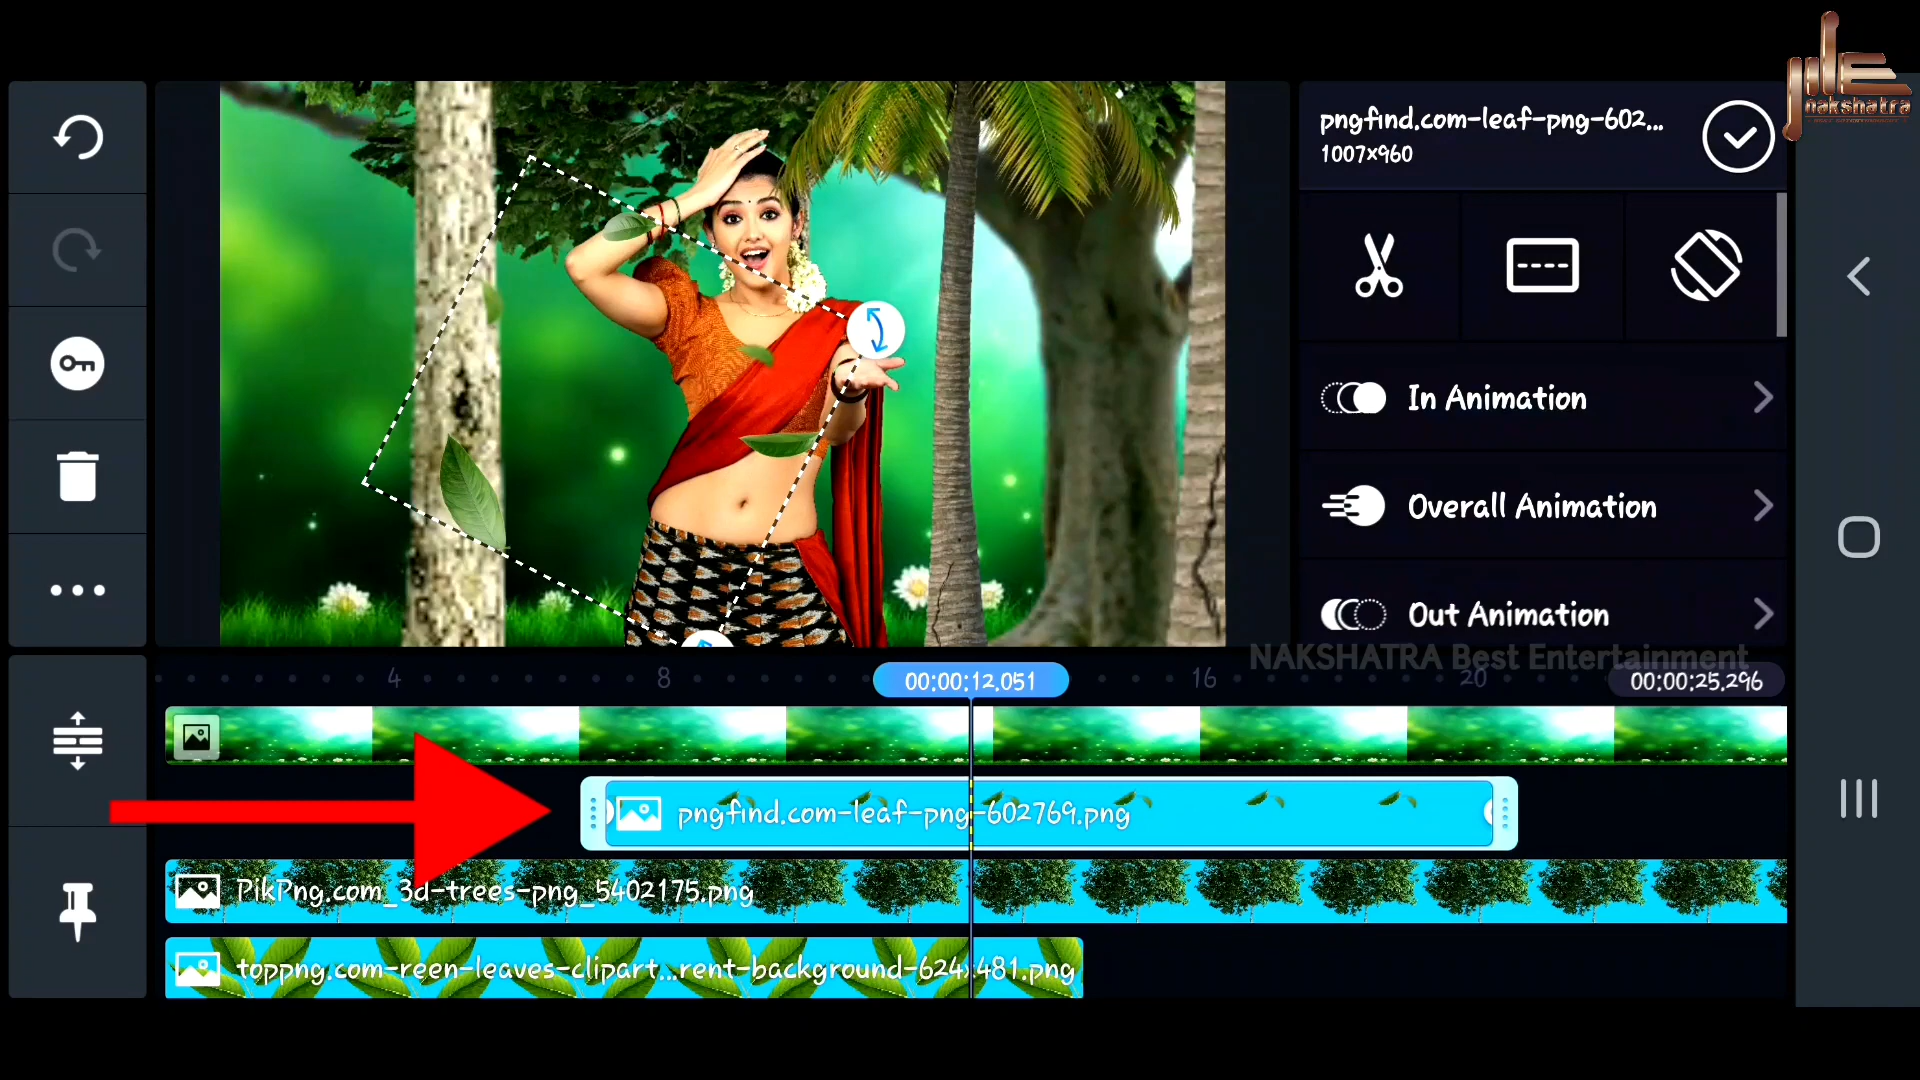 nakshatra
pngfind.com-leaf-png-602...
1007x960
In Animation
Overall Animation
Out Animation
NAKSHATRA Best Entertainment
4
8
00:00:12.051
16
20
00:00:25.296
pngfind.com-leaf-png-602769.png
PikPng.com_3d-trees-png_5402175.png
toppng.com-reen-leaves-clipart...rent-background-624x481.png